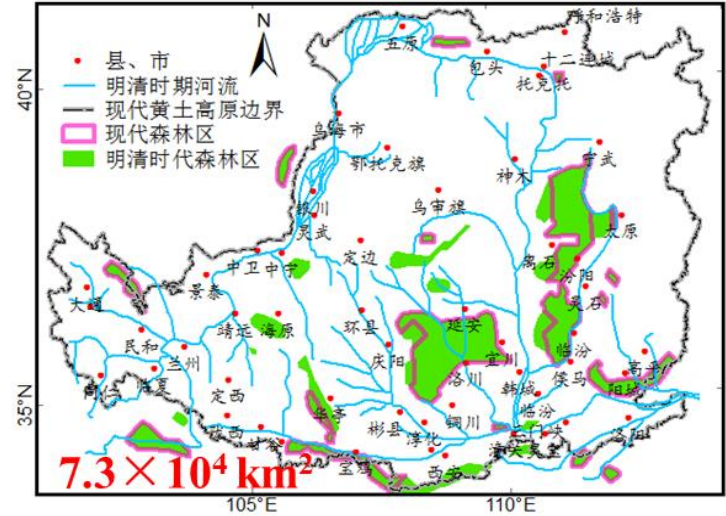 N
县、市
明清时期河流
现代黄土高原边界
现代森林区
明清时代森林区
40°N
35°N
105°E
110°E
呼和浩特
五原
包头
十二连城
托克托
乌海市
鄂托克旗
神木
宁武
银川
灵武
乌审旗
太原
定边
离石
汾阳
中卫
中宁
景泰
灵石
大通
靖远
海原
环县
延安
民和
兰州
庆阳
宜川
临汾
洛川
侯马
高平
临夏
定西
韩城
阳城
华亭
临汾
彬县
铜川
淳化
洛阳
宝鸡
西安
潼关
灵宝
7.3×10⁴ km²